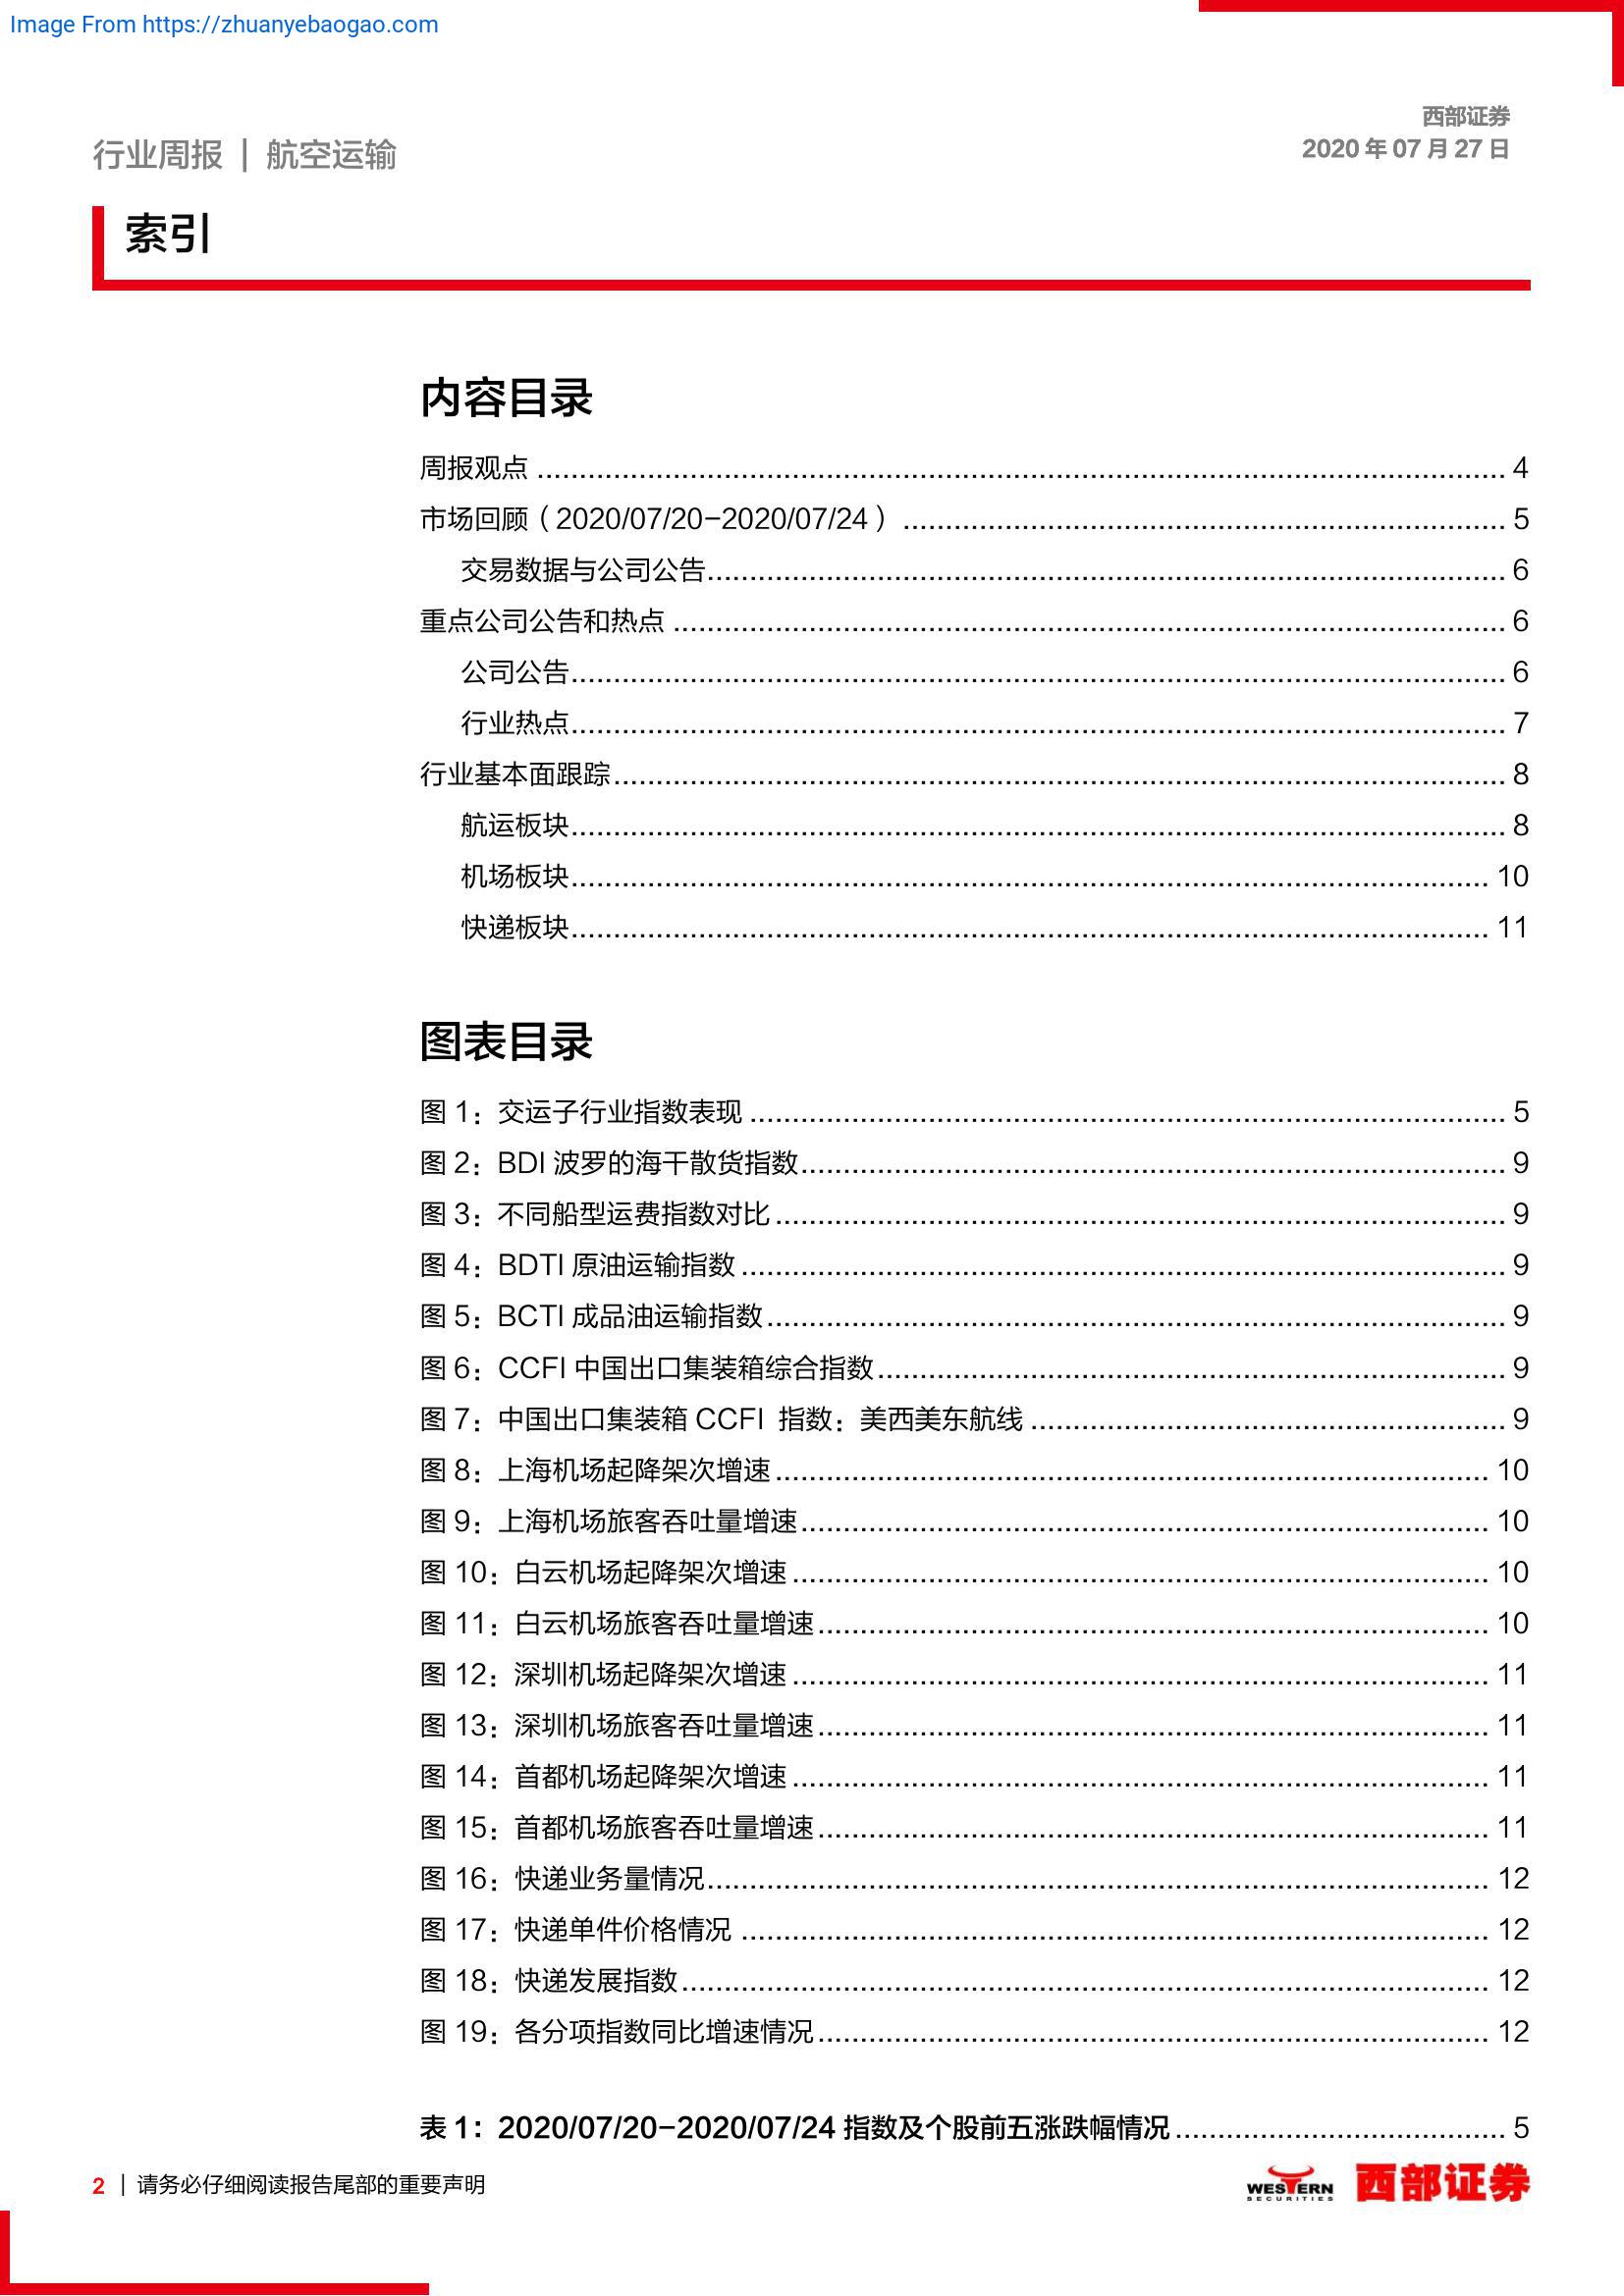 Image From https://zhuanyebaogao.com
西部证券
行业周报 | 航空运输
2020 年 07 月 27 日
索引
内容目录
周报观点 ........ 4
市场回顾（2020/07/20-2020/07/24） ........ 5
交易数据与公司公告 ........ 6
重点公司公告和热点 ........ 6
公司公告 ........ 6
行业热点 ........ 7
行业基本面跟踪 ........ 8
航运板块 ........ 8
机场板块 ........ 10
快递板块 ........ 11
图表目录
图 1：交运子行业指数表现 ........ 5
图 2：BDI 波罗的海干散货指数 ........ 9
图 3：不同船型运费指数对比 ........ 9
图 4：BDTI 原油运输指数 ........ 9
图 5：BCTI 成品油运输指数 ........ 9
图 6：CCFI 中国出口集装箱综合指数 ........ 9
图 7：中国出口集装箱 CCFI 指数：美西美东航线 ........ 9
图 8：上海机场起降架次增速 ........ 10
图 9：上海机场旅客吞吐量增速 ........ 10
图 10：白云机场起降架次增速 ........ 10
图 11：白云机场旅客吞吐量增速 ........ 10
图 12：深圳机场起降架次增速 ........ 11
图 13：深圳机场旅客吞吐量增速 ........ 11
图 14：首都机场起降架次增速 ........ 11
图 15：首都机场旅客吞吐量增速 ........ 11
图 16：快递业务量情况 ........ 12
图 17：快递单件价格情况 ........ 12
图 18：快递发展指数 ........ 12
图 19：各分项指数同比增速情况 ........ 12
表 1：2020/07/20-2020/07/24 指数及个股前五涨跌幅情况 ........ 5
2 | 请务必仔细阅读报告尾部的重要声明
WESTERN
SECURITIES
西部证券